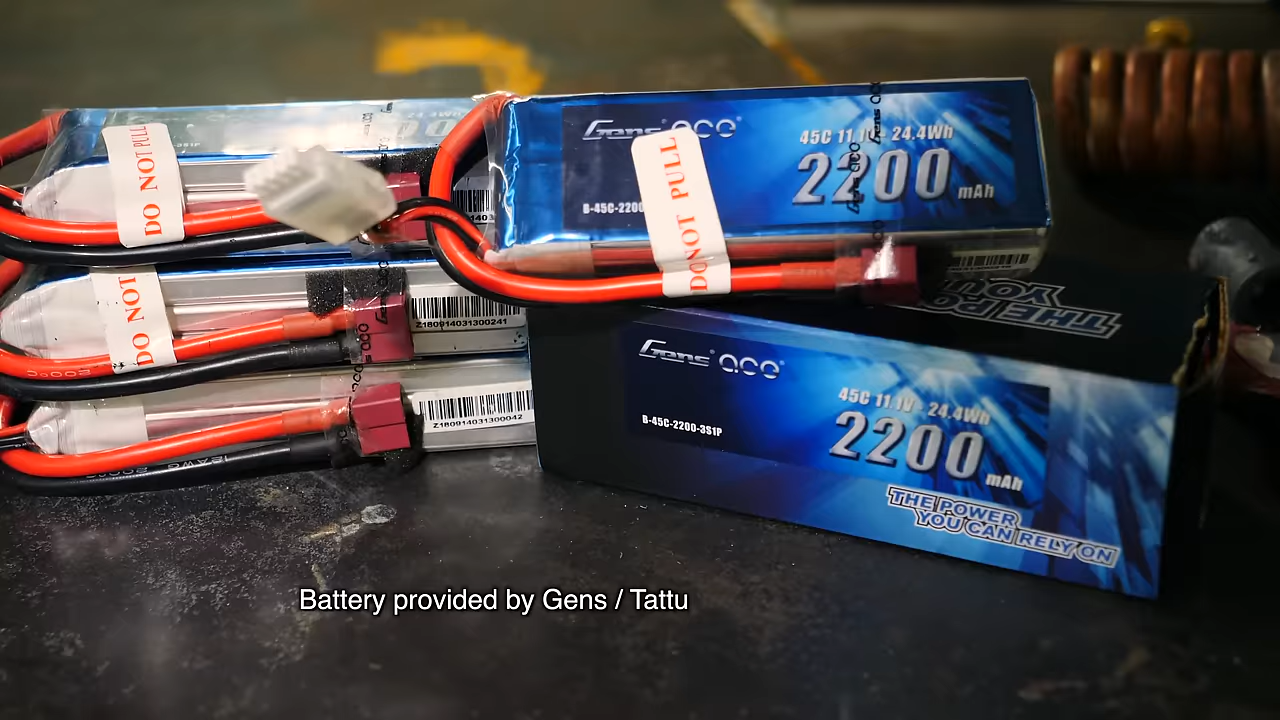 DO NOT PULL
Gens ace
45C 11.1V 24.4Wh
2200 mAh
B-45C-2200
DO NOT PULL
DO NOT
Z180914031300241
Z180914031300042
THE PO
YOU
Gens ace
45C 11.1V 24.4Wh
2200 mAh
B-45C-2200-3S1P
THE POWER
YOU CAN RELY ON
Battery provided by Gens / Tattu